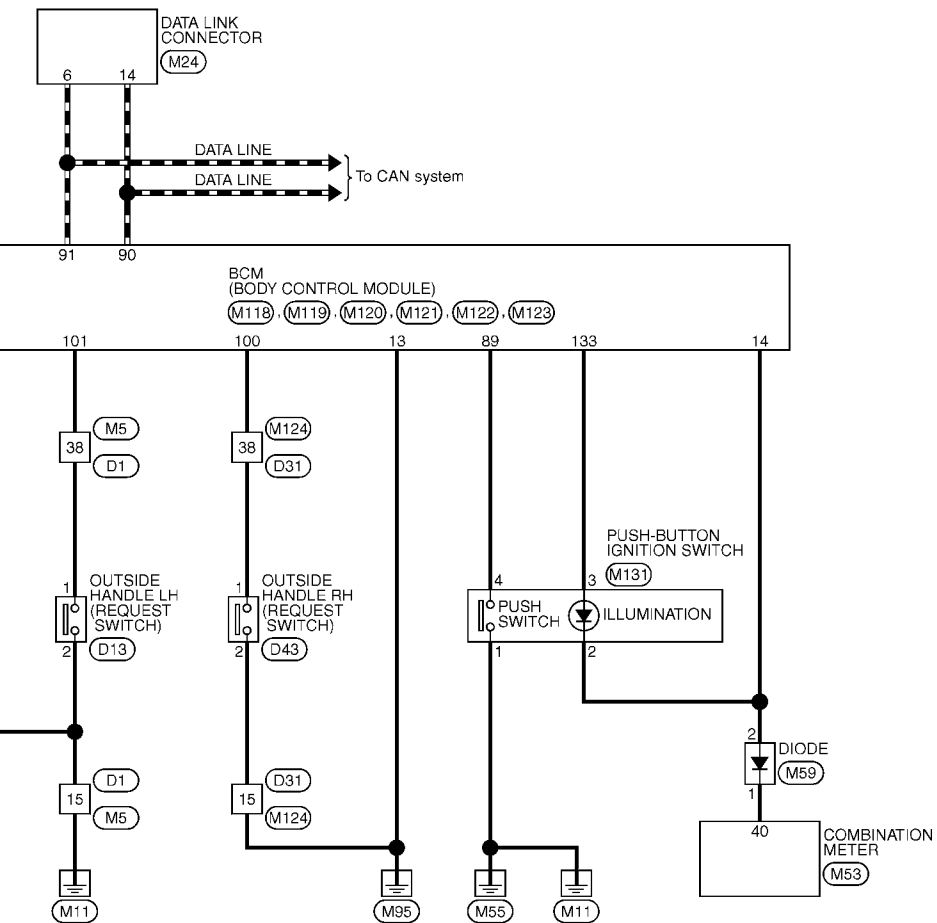 DATA LINK
CONNECTOR
M24
6 14
DATA LINE
DATA LINE
To CAN system
91 90
BCM
(BODY CONTROL MODULE)
M118 , M119 , M120 , M121 , M122 , M123
101 100 13 89 133 14
M5 M124
38 38
D1 D31
PUSH-BUTTON
IGNITION SWITCH
M131
1 OUTSIDE
HANDLE LH
(REQUEST
SWITCH)
2 D13
1 OUTSIDE
HANDLE RH
(REQUEST
SWITCH)
2 D43
4 3
PUSH
SWITCH
ILLUMINATION
1 2
2 DIODE
M59
1
D1 D31
15 15
M5 M124
40
COMBINATION
METER
M53
M11 M95 M55 M11